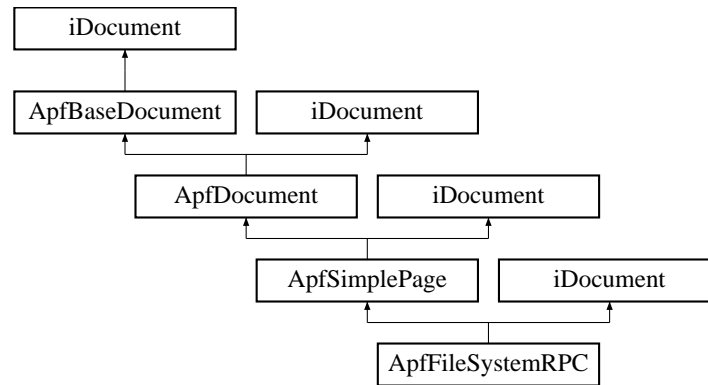 iDocument
ApfBaseDocument
iDocument
ApfDocument
iDocument
ApfSimplePage
iDocument
ApfFileSystemRPC